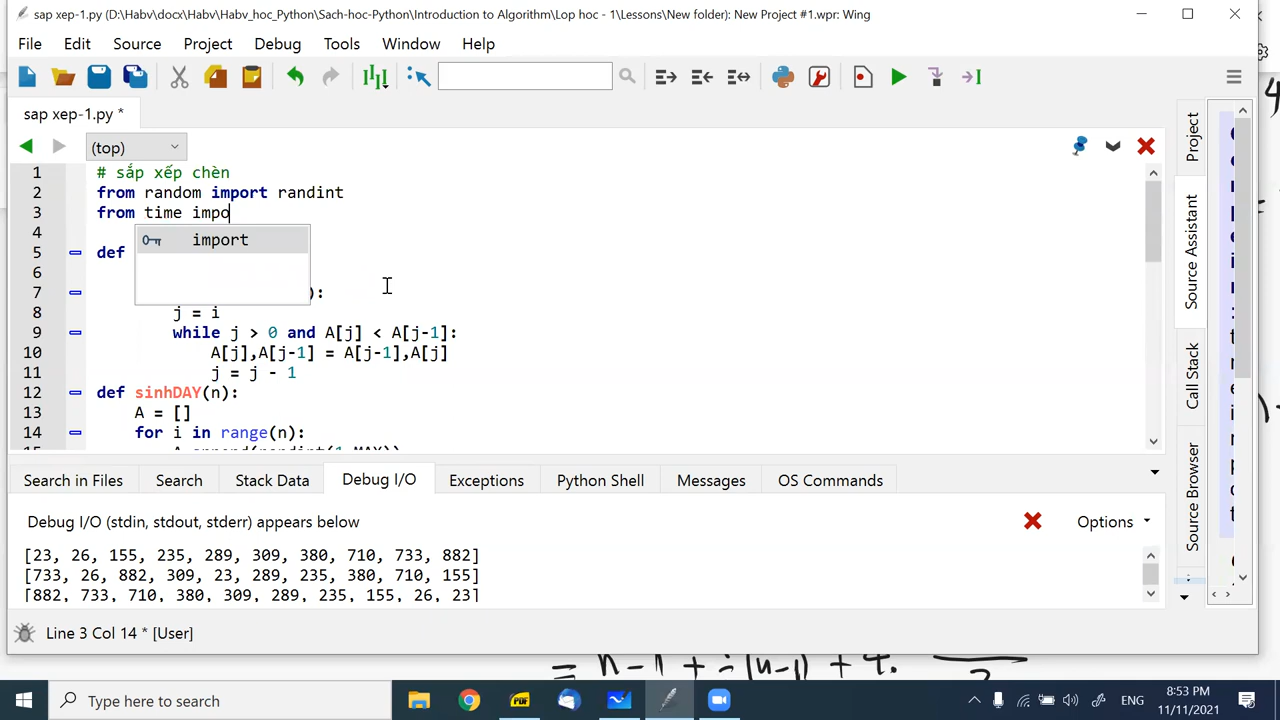 sap xep-1.py (D:\Habv\docx\Habv\Habv_hoc_Python\Sach-hoc-Python\Introduction to Algorithm\Lop hoc - 1\Lessons\New folder): New Project #1.wpr: Wing
File Edit Source Project Debug Tools Window Help
sap xep-1.py *
(top)
1 # sắp xếp chèn
2 from random import randint
3 from time impo
import
4
5 def
6
7 ):
8 j = i
9 while j > 0 and A[j] < A[j-1]:
10 A[j],A[j-1] = A[j-1],A[j]
11 j = j - 1
12 def sinhDAY(n):
13 A = []
14 for i in range(n):
15 A.append(randint(1,MAX))
Project
Source Assistant
Call Stack
Source Browser
Search in Files Search Stack Data Debug I/O Exceptions Python Shell Messages OS Commands
Debug I/O (stdin, stdout, stderr) appears below
Options
[23, 26, 155, 235, 289, 309, 380, 710, 733, 882]
[733, 26, 882, 309, 23, 289, 235, 380, 710, 155]
[882, 733, 710, 380, 309, 289, 235, 155, 26, 23]
Line 3 Col 14 * [User]
Type here to search
ENG
8:53 PM
11/11/2021